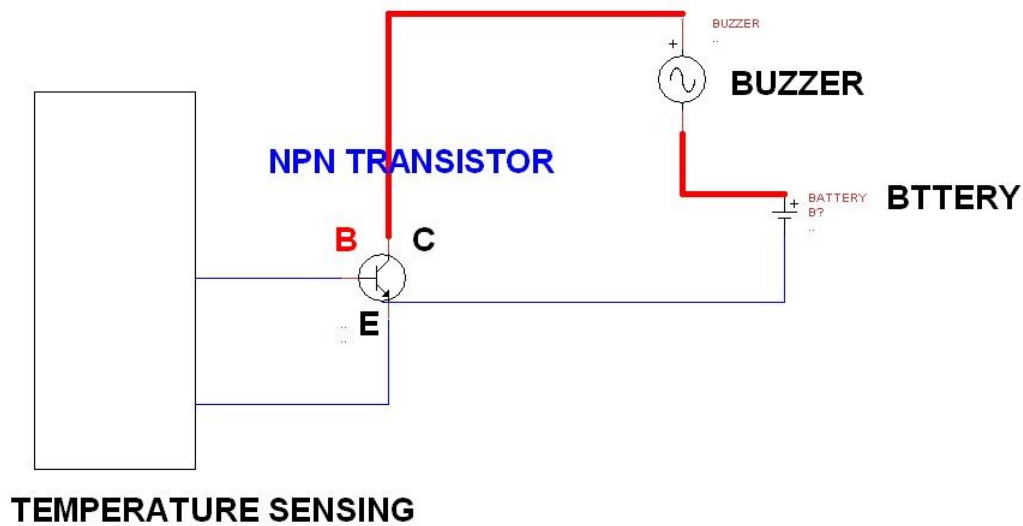 BUZZER
..
BUZZER
NPN TRANSISTOR
+
BATTERY
B?
..
+
BTTERY
B
C
E
..
..
TEMPERATURE SENSING